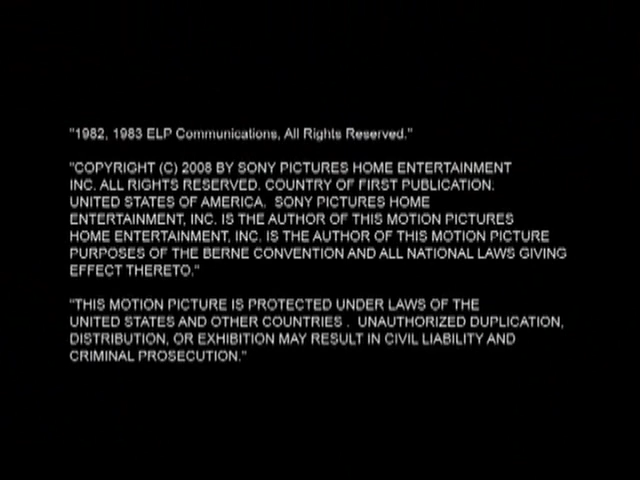 "1982, 1983 ELP Communications, All Rights Reserved."
"COPYRIGHT (C) 2008 BY SONY PICTURES HOME ENTERTAINMENT
INC. ALL RIGHTS RESERVED. COUNTRY OF FIRST PUBLICATION.
UNITED STATES OF AMERICA.  SONY PICTURES HOME
ENTERTAINMENT, INC. IS THE AUTHOR OF THIS MOTION PICTURES
HOME ENTERTAINMENT, INC. IS THE AUTHOR OF THIS MOTION PICTURE
PURPOSES OF THE BERNE CONVENTION AND ALL NATIONAL LAWS GIVING
EFFECT THERETO."
"THIS MOTION PICTURE IS PROTECTED UNDER LAWS OF THE
UNITED STATES AND OTHER COUNTRIES .  UNAUTHORIZED DUPLICATION,
DISTRIBUTION, OR EXHIBITION MAY RESULT IN CIVIL LIABILITY AND
CRIMINAL PROSECUTION."